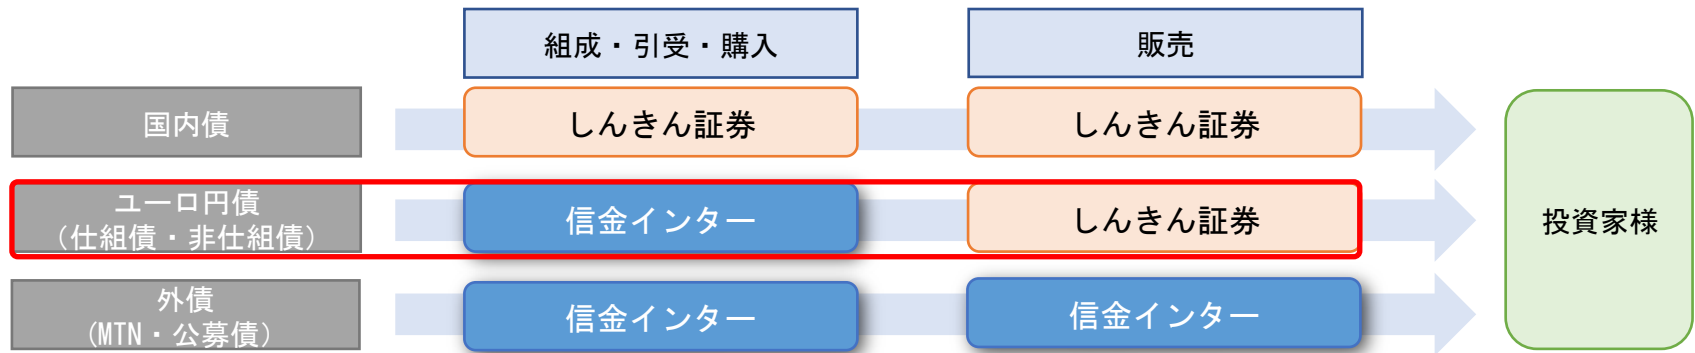 組成・引受・購入
販売
国内債
しんきん証券
しんきん証券
ユーロ円債
（仕組債・非仕組債）
信金インター
しんきん証券
投資家様
外債
（MTN・公募債）
信金インター
信金インター